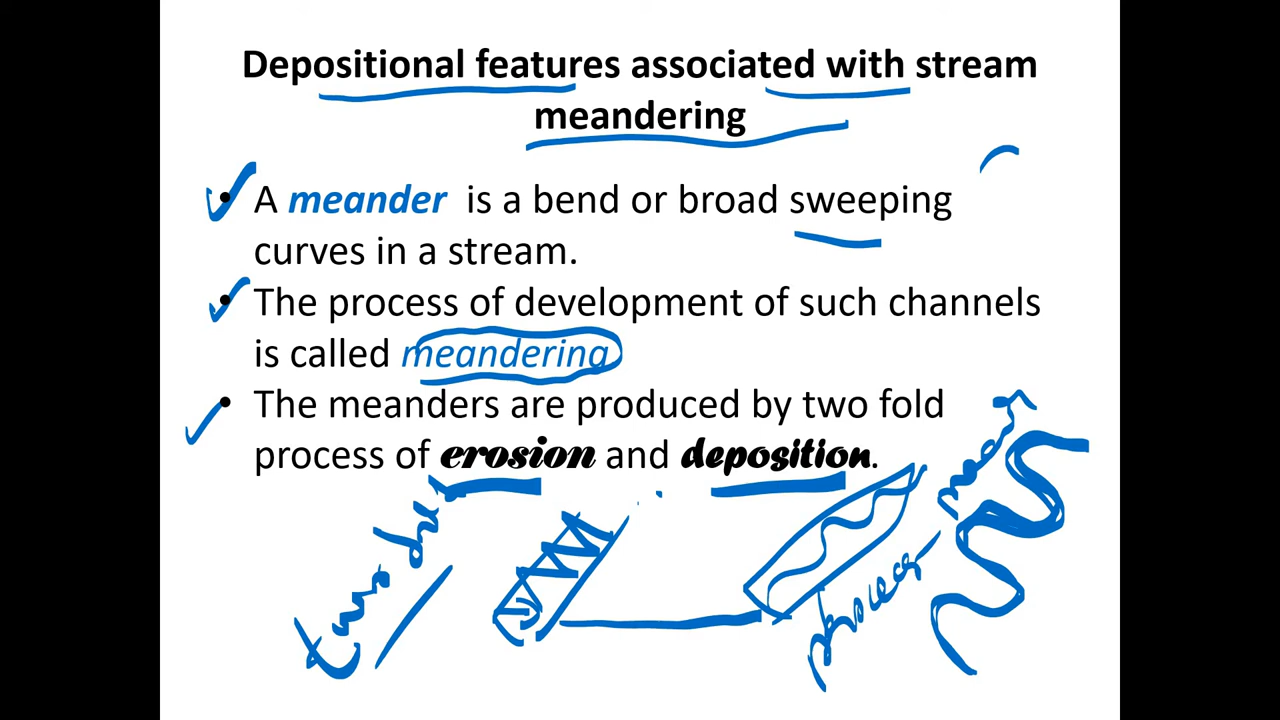 Depositional features associated with stream
meandering
• A meander is a bend or broad sweeping
curves in a stream.
• The process of development of such channels
is called meandering
• The meanders are produced by two fold
process of erosion and deposition.